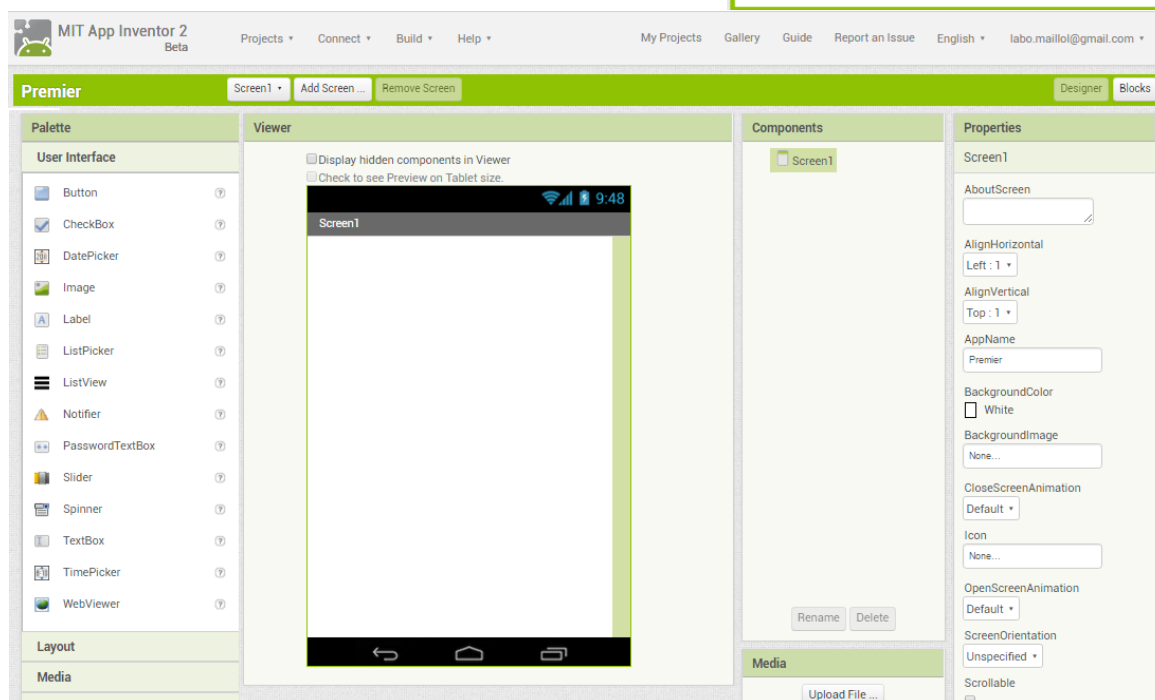 MIT App Inventor 2
Beta
Projects Connect Build Help
My Projects Gallery Guide Report an Issue English labo.maillol@gmail.com
Premier
Screen1 Add Screen ... Remove Screen
Designer Blocks
Palette
User Interface
Button
CheckBox
DatePicker
Image
Label
ListPicker
ListView
Notifier
PasswordTextBox
Slider
Spinner
TextBox
TimePicker
WebViewer
Layout
Media
Viewer
Display hidden components in Viewer
Check to see Preview on Tablet size.
9:48
Screen1
Components
Screen1
Rename Delete
Media
Upload File ...
Properties
Screen1
AboutScreen
AlignHorizontal
Left : 1
AlignVertical
Top : 1
AppName
Premier
BackgroundColor
White
BackgroundImage
None...
CloseScreenAnimation
Default
Icon
None...
OpenScreenAnimation
Default
ScreenOrientation
Unspecified
Scrollable